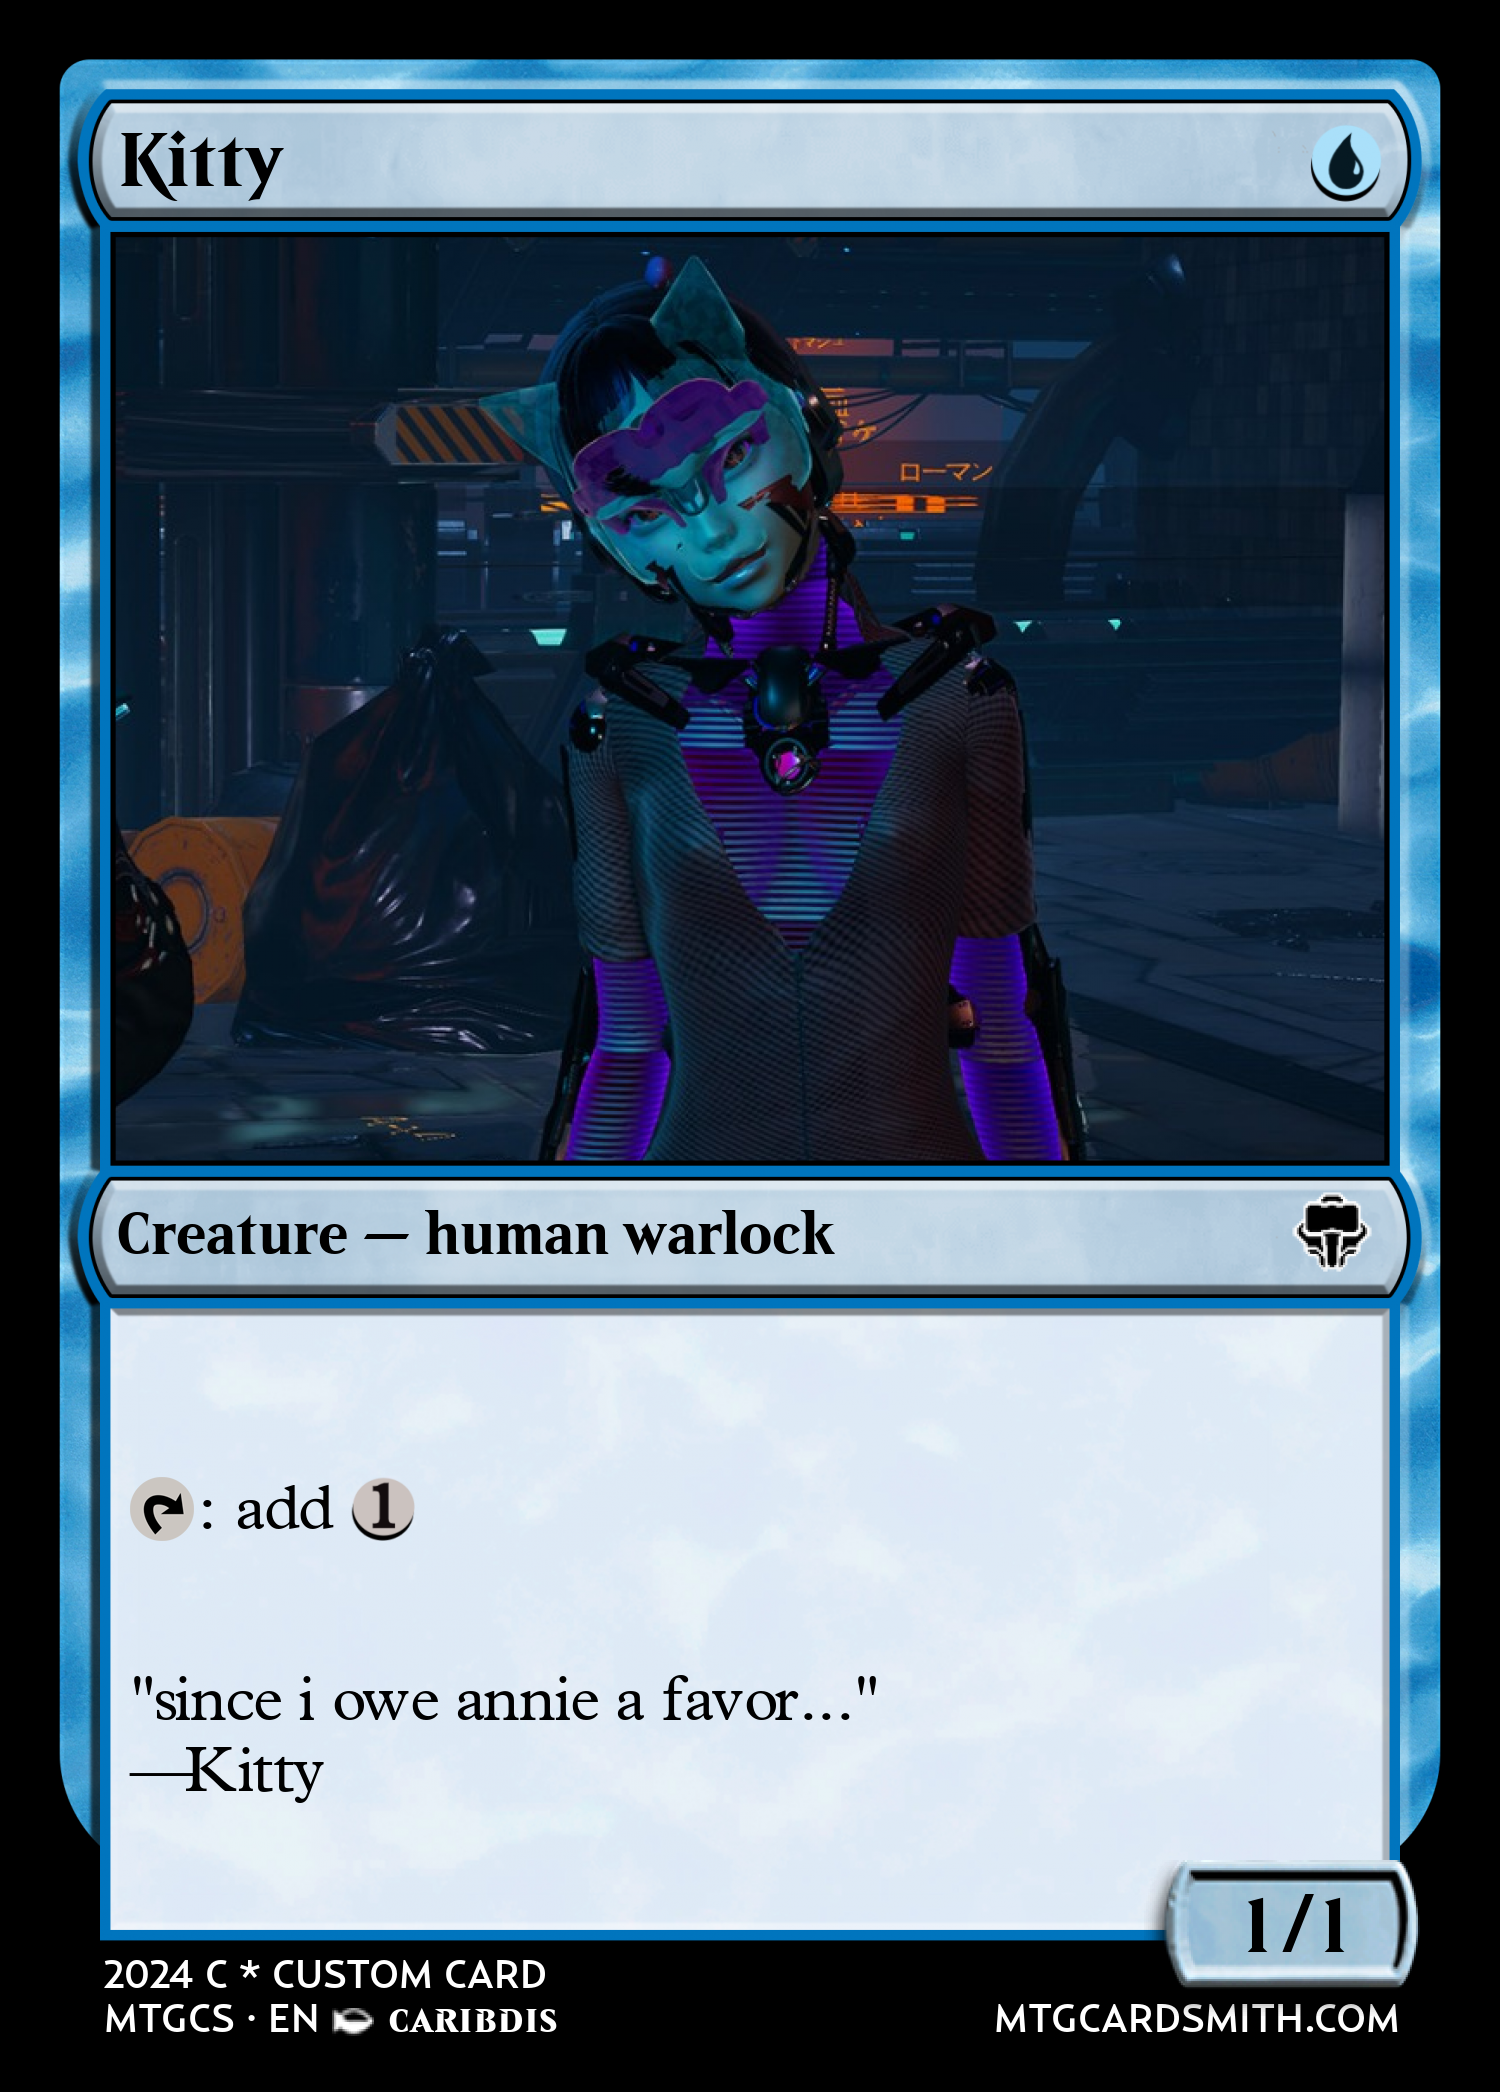 Kitty
ローマン
Creature — human warlock
: add 1
"since i owe annie a favor..."
—Kitty
1/1
2024 C * CUSTOM CARD
MTGCS · EN CARIBDIS
MTGCARDSMITH.COM